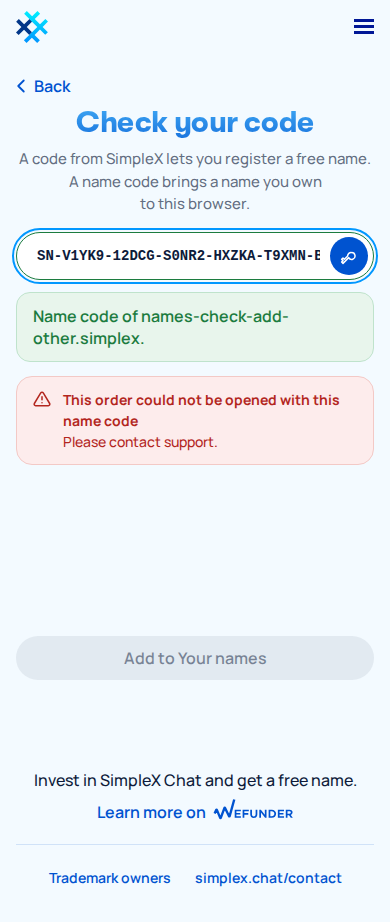 Back
Check your code
A code from SimpleX lets you register a free name.
A name code brings a name you own
to this browser.
SN-V1YK9-12DCG-S0NR2-HXZKA-T9XMN-E
Name code of names-check-add-
other.simplex.
This order could not be opened with this
name code
Please contact support.
Add to Your names
Invest in SimpleX Chat and get a free name.
Learn more on WEFUNDER
Trademark owners simplex.chat/contact